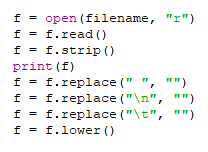 f = open(filename, "r")
f = f.read()
f = f.strip()
print(f)
f = f.replace(" ", "")
f = f.replace("\n", "")
f = f.replace("\t", "")
f = f.lower()